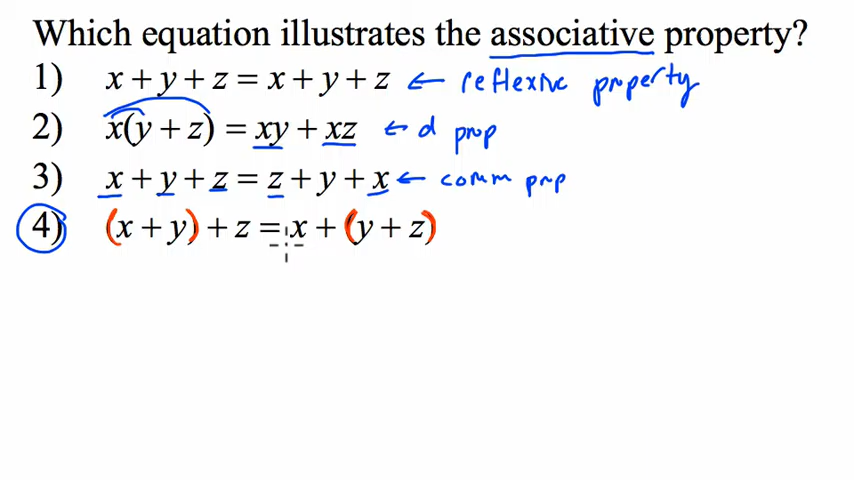 Which equation illustrates the associative property?
1) x + y + z = x + y + z ← reflexive property
2) x(y + z) = xy + xz ← d prop
3) x + y + z = z + y + x ← comm prop
4) (x + y) + z = x + (y + z)